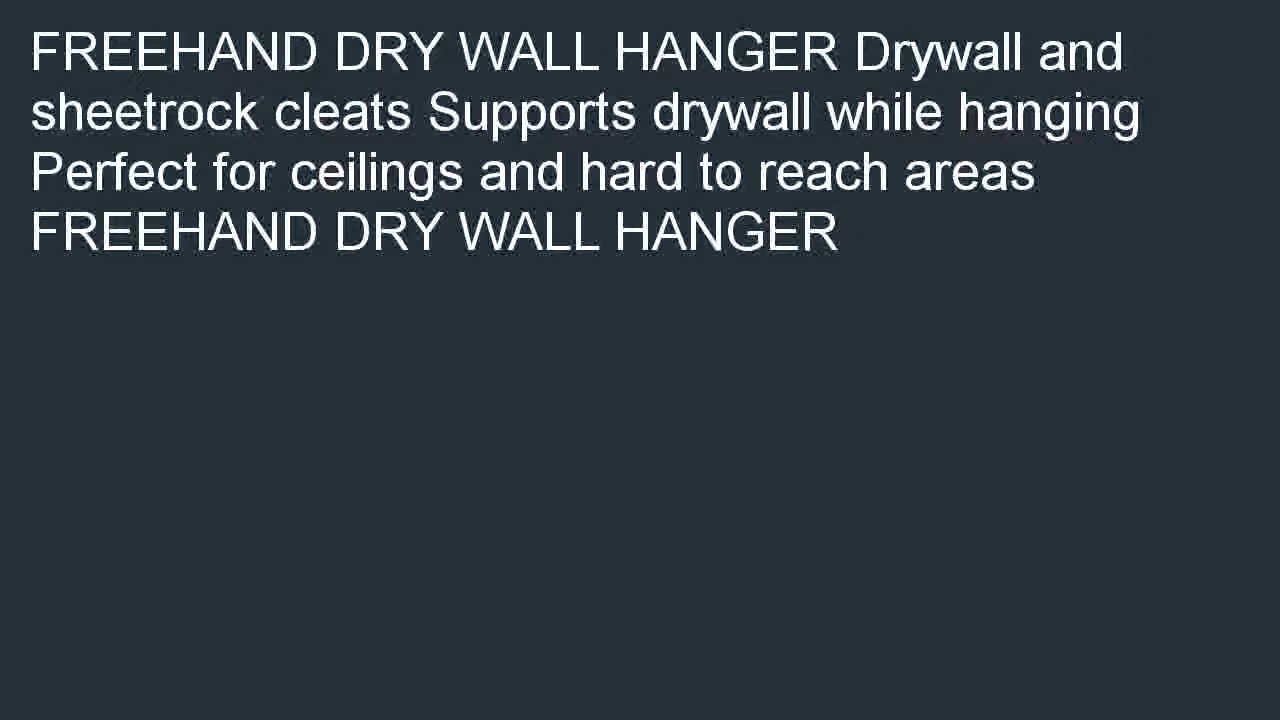 FREEHAND DRY WALL HANGER Drywall and
sheetrock cleats Supports drywall while hanging
Perfect for ceilings and hard to reach areas
FREEHAND DRY WALL HANGER